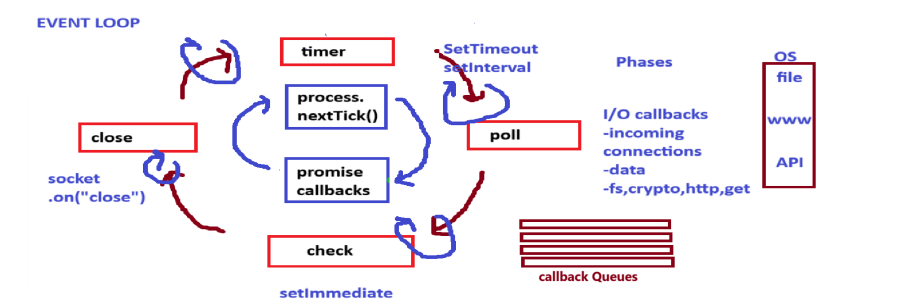 EVENT LOOP
timer
SetTimeout
setInterval
process.
nextTick()
promise
callbacks
close
socket
.on("close")
poll
check
setImmediate
Phases
I/O callbacks
-incoming
connections
-data
-fs,crypto,http,get
OS
file
www
API
callback Queues